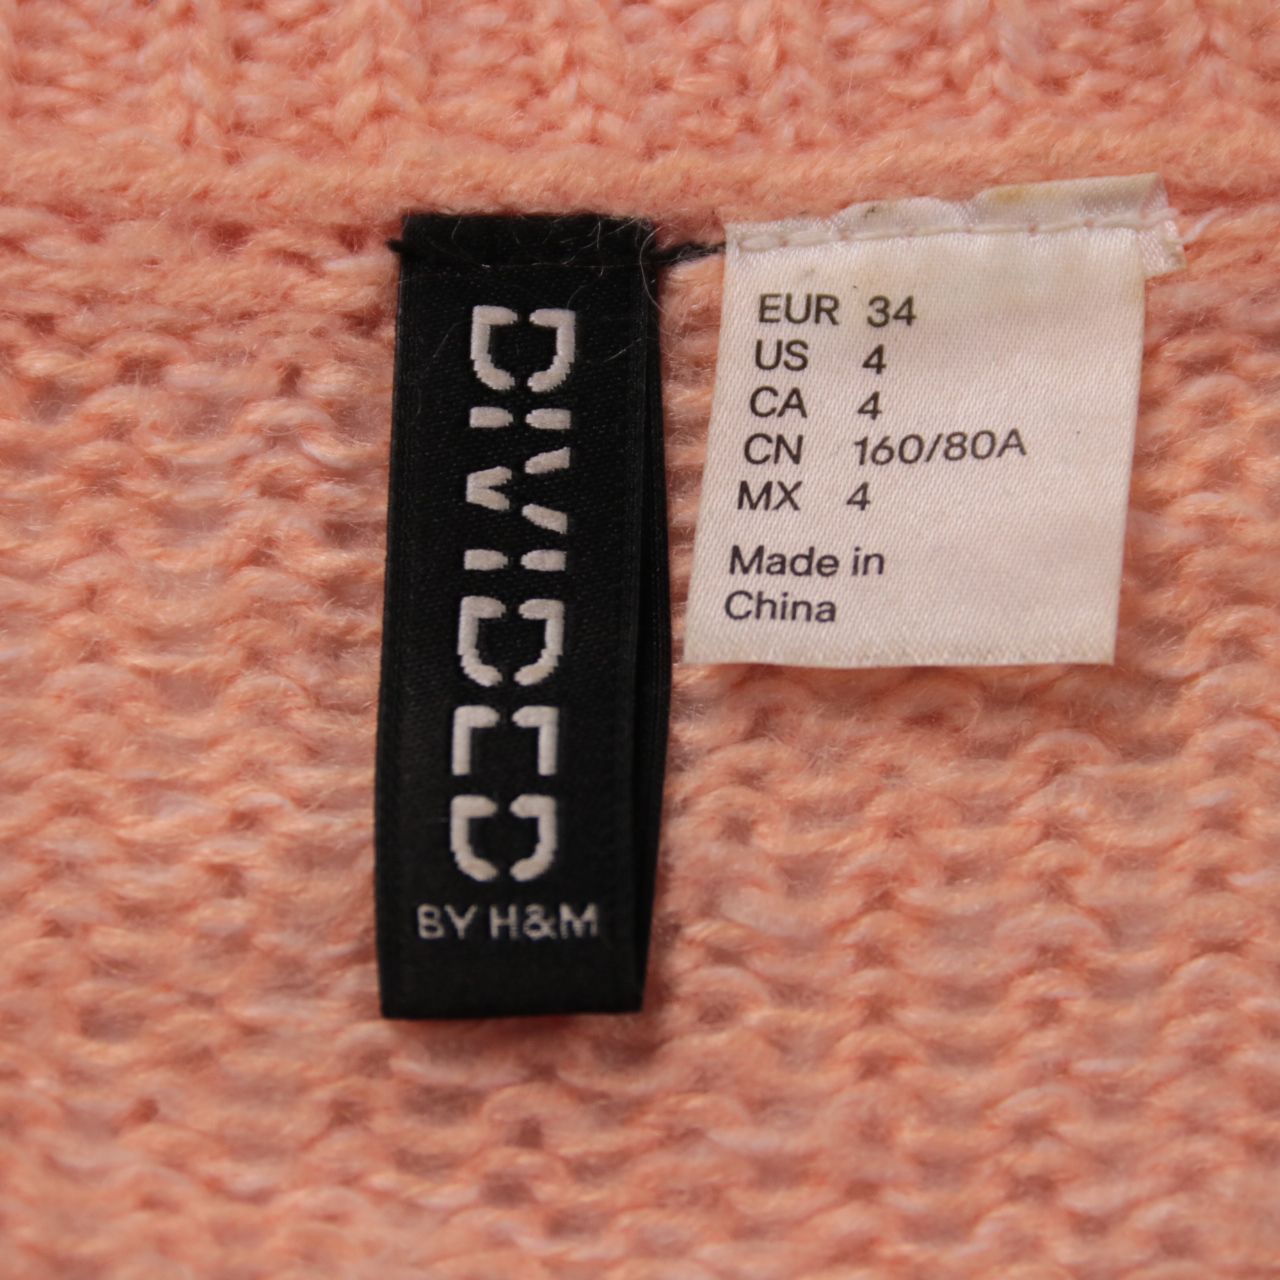 DIVIDED
BY H&M
EUR 34
US 4
CA 4
CN 160/80A
MX 4
Made in
China